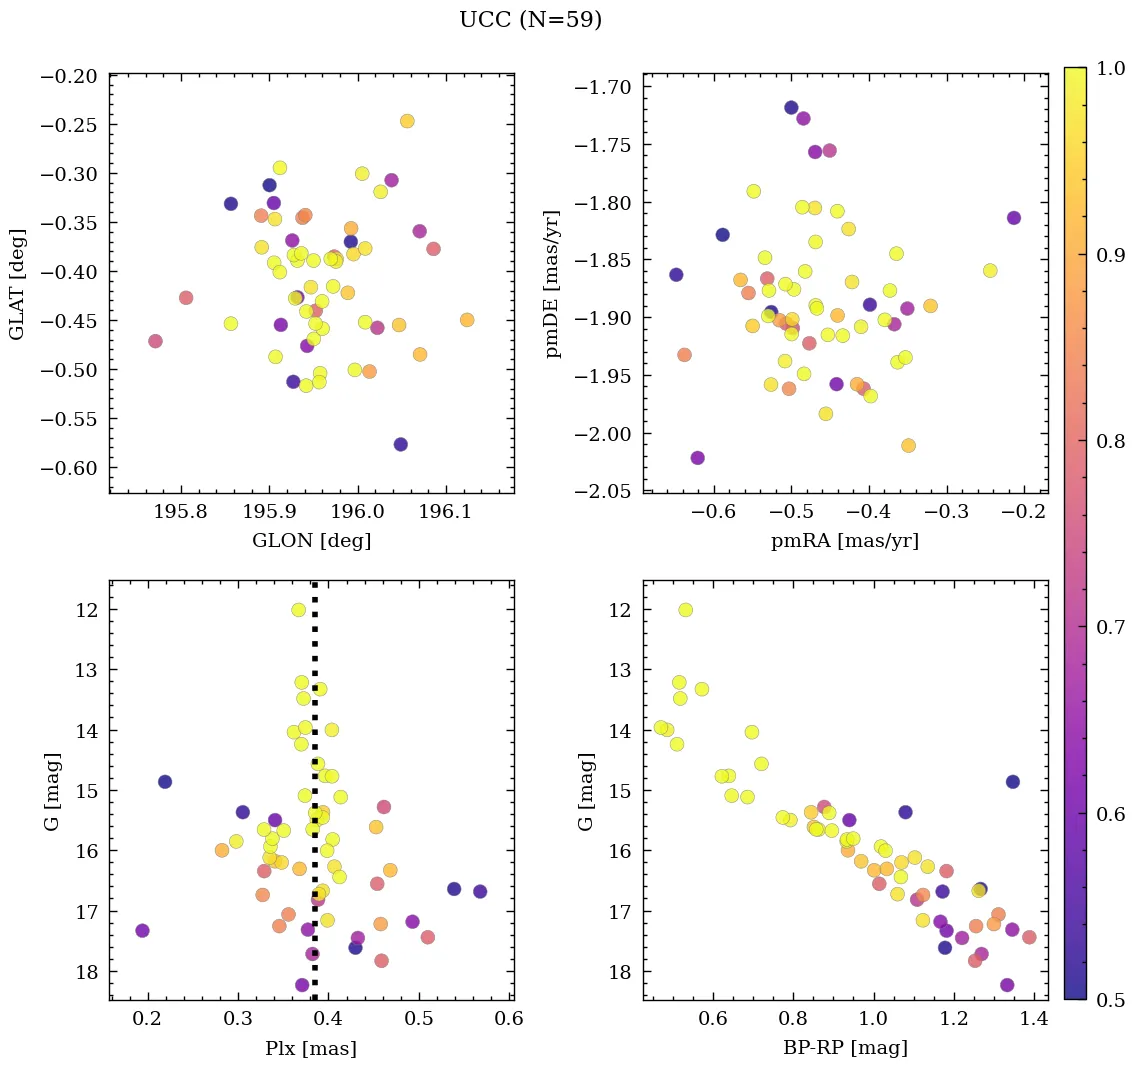 UCC (N=59)
−0.20
−0.25
−0.30
−0.35
−0.40
−0.45
−0.50
−0.55
−0.60
GLAT [deg]
195.8 195.9 196.0 196.1
GLON [deg]
−1.70
−1.75
−1.80
−1.85
−1.90
−1.95
−2.00
−2.05
pmDE [mas/yr]
−0.6 −0.5 −0.4 −0.3 −0.2
pmRA [mas/yr]
12
13
14
15
16
17
18
G [mag]
0.2 0.3 0.4 0.5 0.6
Plx [mas]
12
13
14
15
16
17
18
G [mag]
0.6 0.8 1.0 1.2 1.4
BP-RP [mag]
1.0
0.9
0.8
0.7
0.6
0.5